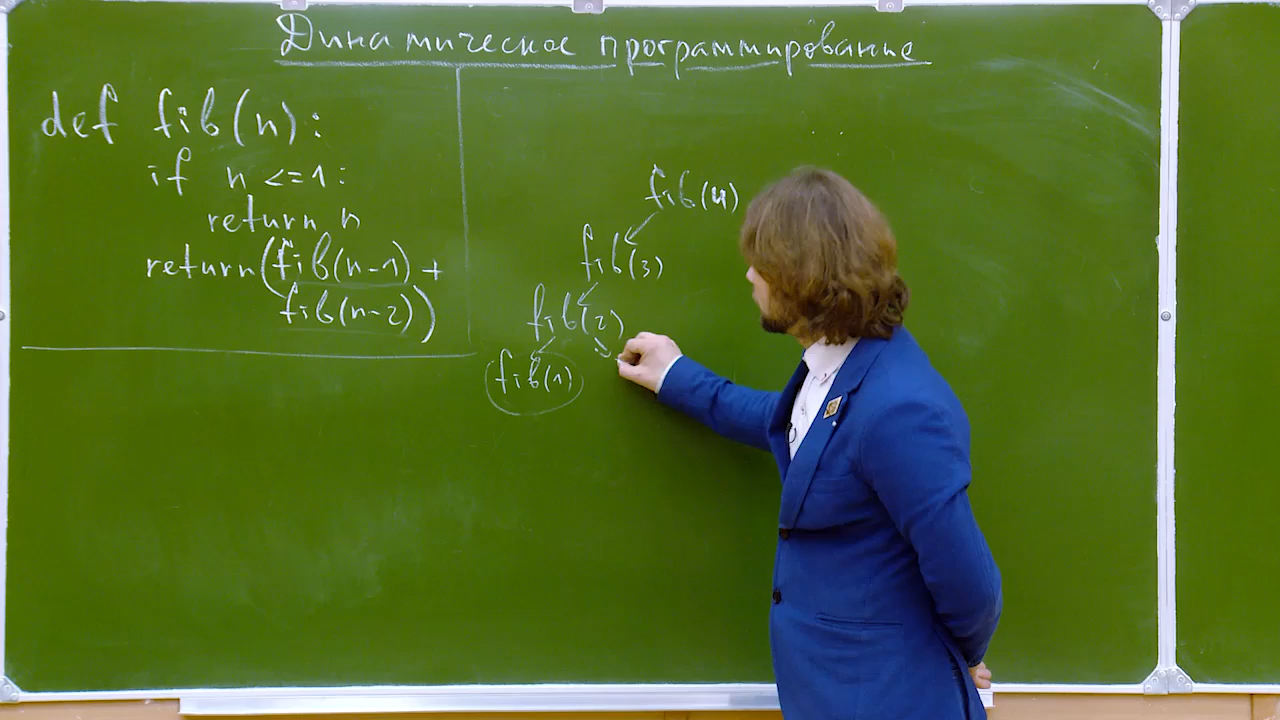 Динамическое программирование
def fib(n):
if n <=1:
return n
return(fib(n-1)+
fib(n-2))
fib(4)
fib(3)
fib(2)
fib(1)